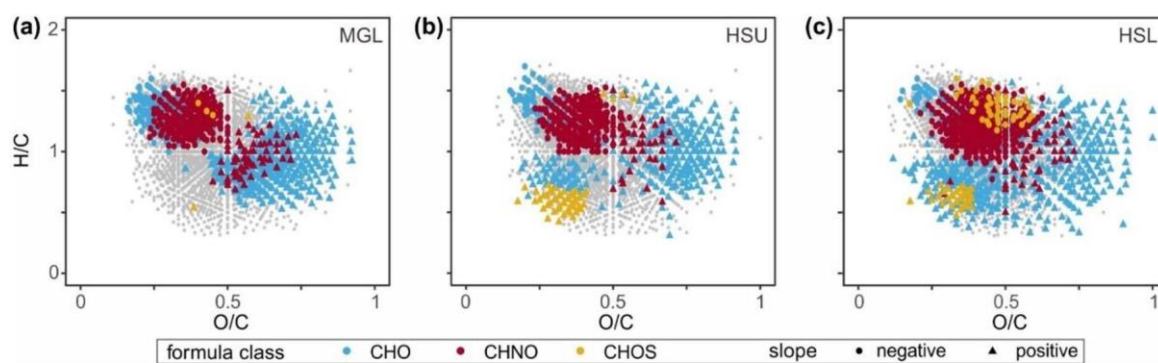 (a) MGL (b) HSU (c) HSL
2
1
0
H/C
0 0.5 1 0 0.5 1 0 0.5 1
O/C O/C O/C
formula class CHO CHNO CHOS slope negative positive